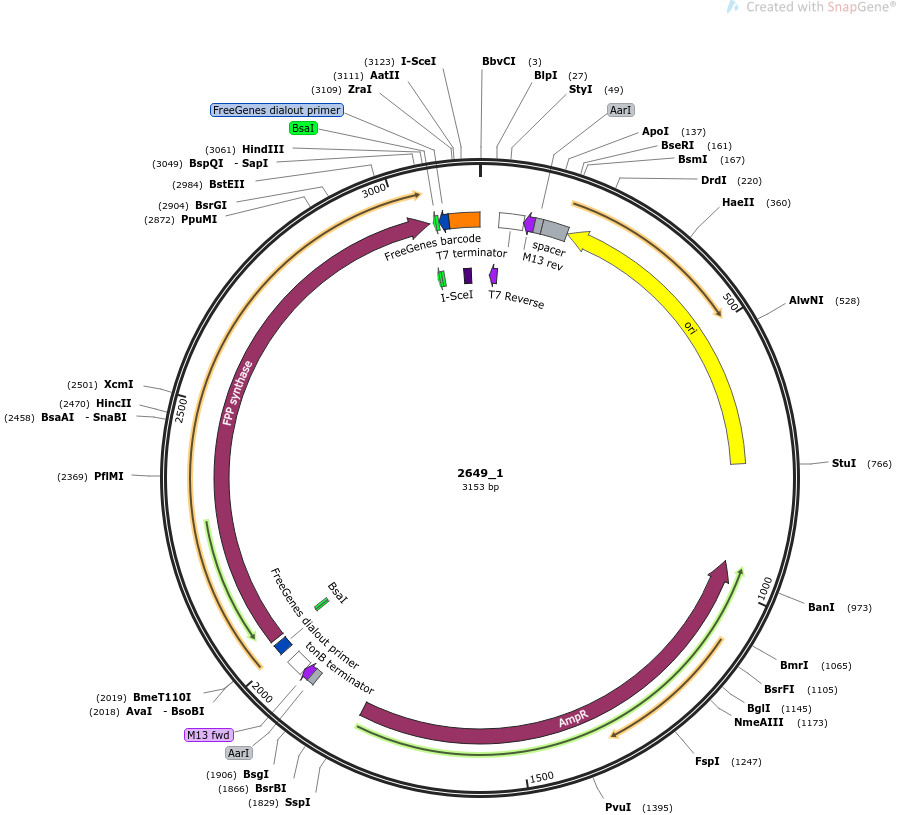 Created with SnapGene®
(3123) I-SceI
BbvCI (3)
(3111) AatII
BlpI (27)
(3109) ZraI
StyI (49)
FreeGenes dialout primer
AarI
BsaI
ApoI (137)
(3061) HindIII
BseRI (161)
(3049) BspQI - SapI
BsmI (167)
(2984) BstEII
DrdI (220)
(2904) BsrGI
HaeII (360)
(2872) PpuMI
3000
FreeGenes barcode
T7 terminator
spacer
M13 rev
I-SceI
T7 Reverse
500
AlwNI (528)
ori
(2501) XcmI
(2470) HincII
(2458) BsaAI - SnaBI
2500
FPP synthase
(2369) PflMI
2649_1
3153 bp
StuI (766)
FreeGenes dialout primer
BsaI
tonB terminator
1000
BanI (973)
BmrI (1065)
BsrFI (1105)
BglI (1145)
NmeAIII (1173)
(2019) BmeT110I
(2018) AvaI - BsoBI
2000
AmpR
M13 fwd
AarI
FspI (1247)
(1906) BsgI
(1866) BsrBI
(1829) SspI
1500
PvuI (1395)